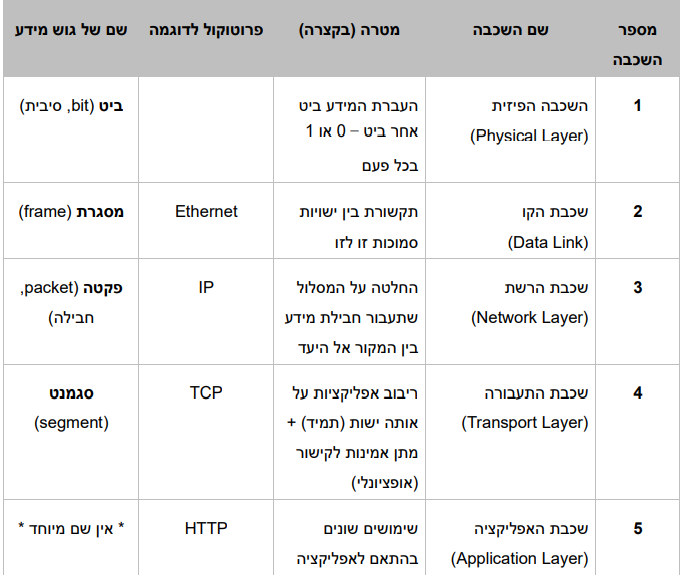 מספר השכבה
שם השכבה
מטרה (בקצרה)
פרוטוקול לדוגמה
שם של גוש מידע
1
השכבה הפיזית
(Physical Layer)
העברת המידע ביט
אחר ביט – 0 או 1
בכל פעם
ביט (bit, סיבית)
2
שכבת הקו
(Data Link)
תקשורת בין ישויות
סמוכות זו לזו
Ethernet
מסגרת (frame)
3
שכבת הרשת
(Network Layer)
החלטה על המסלול
שתעבור חבילת מידע
בין המקור אל היעד
IP
פקטה (packet,
חבילה)
4
שכבת התעבורה
(Transport Layer)
ריבוב אפליקציות על
אותה ישות (תמיד) +
מתן אמינות לקישור
(אופציונלי)
TCP
סגמנט
(segment)
5
שכבת האפליקציה
(Application Layer)
שימושים שונים
בהתאם לאפליקציה
HTTP
* אין שם מיוחד *